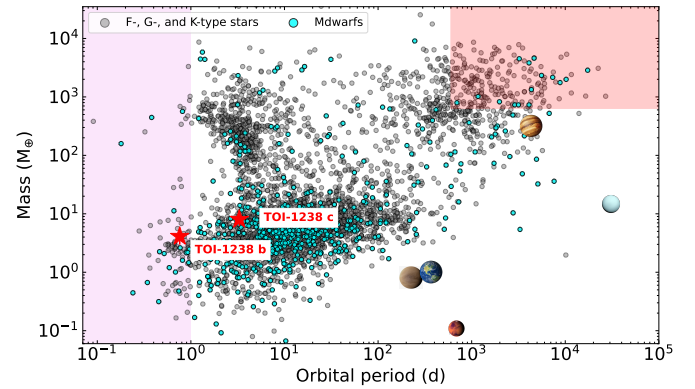 F-, G-, and K-type stars
Mdwarfs
10⁴
10³
10²
10¹
10⁰
10⁻¹
Mass (M⊕)
TOI-1238 c
TOI-1238 b
10⁻¹ 10⁰ 10¹ 10² 10³ 10⁴ 10⁵
Orbital period (d)